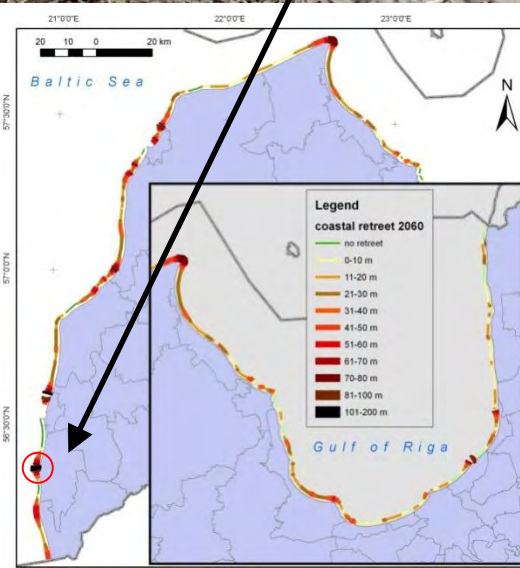 21°0'0"E 22°0'0"E 23°0'0"E
20 10 0 20 km
Baltic Sea
N
57°30'0"N
57°0'0"N
56°30'0"N
Legend
coastal retreet 2060
no retreet
0-10 m
11-20 m
21-30 m
31-40 m
41-50 m
51-60 m
61-70 m
70-80 m
81-100 m
101-200 m
Gulf of Riga